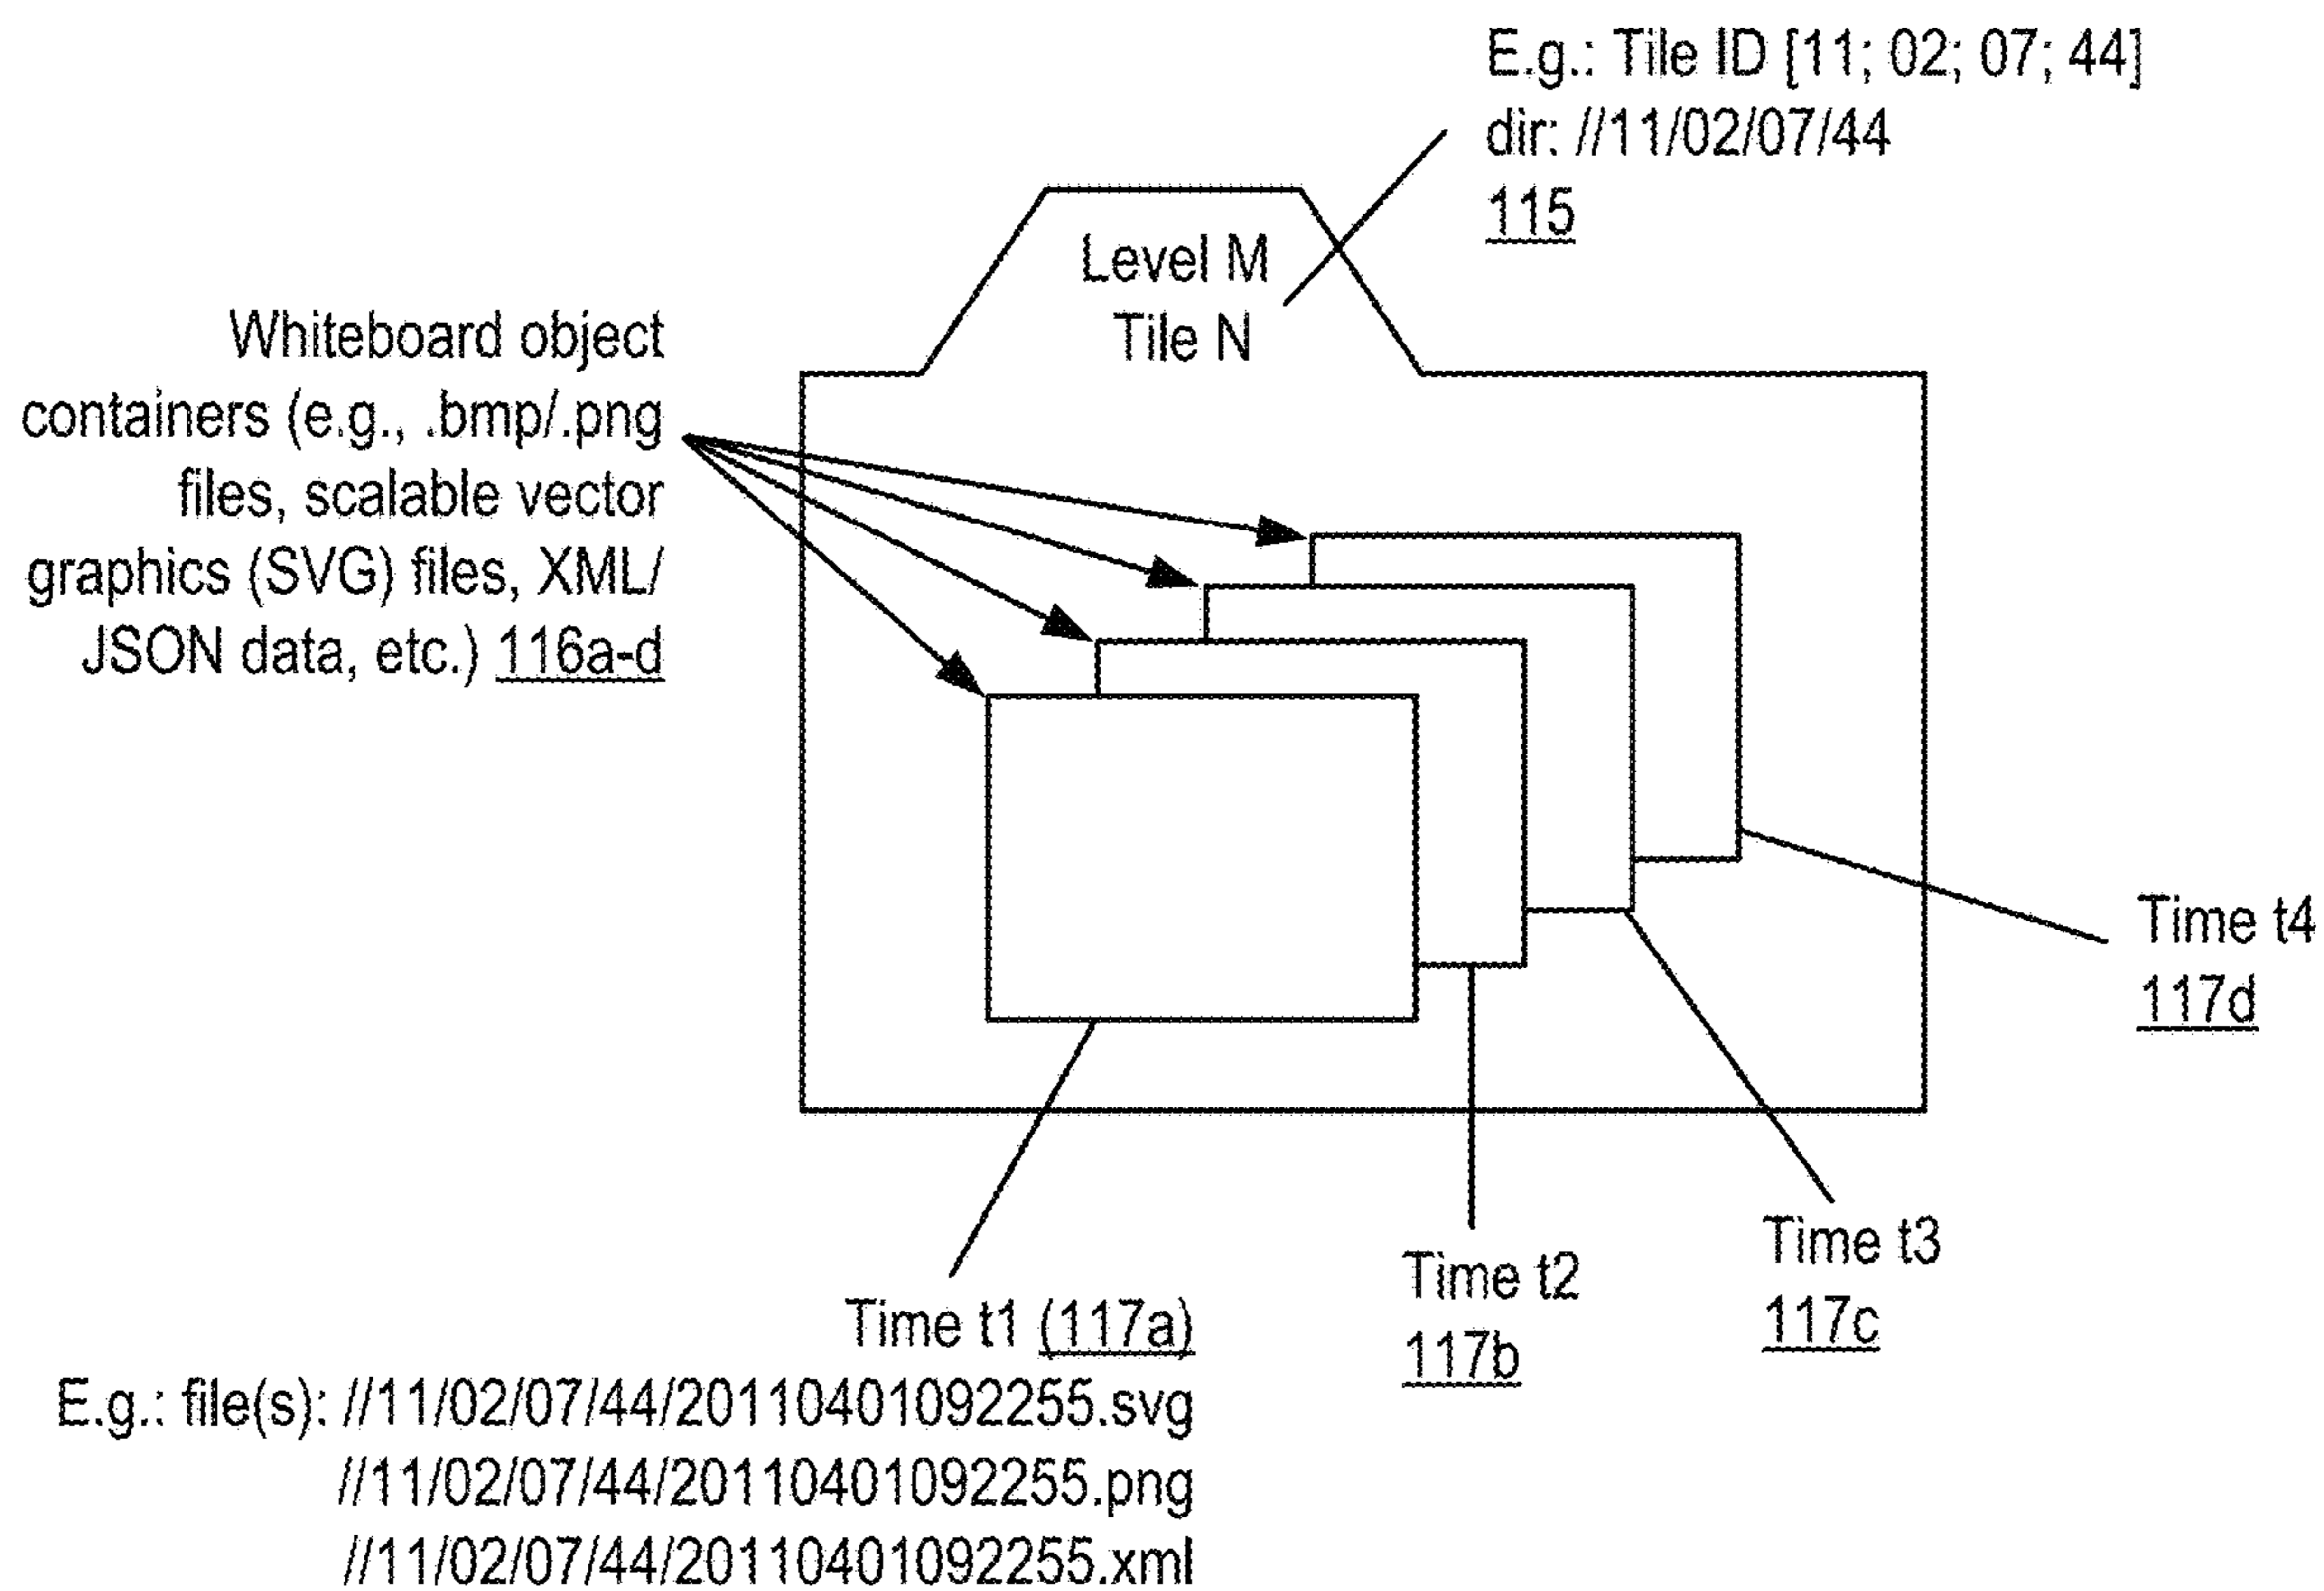 E.g.: Tile ID [11; 02; 07; 44]
dir: //11/02/07/44
115
Level M
Tile N
Whiteboard object
containers (e.g., .bmp/.png
files, scalable vector
graphics (SVG) files, XML/
JSON data, etc.) 116a-d
Time t4
117d
Time t3
117c
Time t2
117b
Time t1 (117a)
E.g.: file(s): //11/02/07/44/20110401092255.svg
//11/02/07/44/20110401092255.png
//11/02/07/44/20110401092255.xml